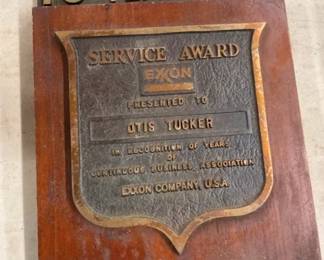 SERVICE AWARD
EXXON
PRESENTED TO
OTIS TUCKER
IN RECOGNITION OF YEARS
OF
CONTINUOUS BUSINESS ASSOCIATION
EXXON COMPANY, U.S.A.